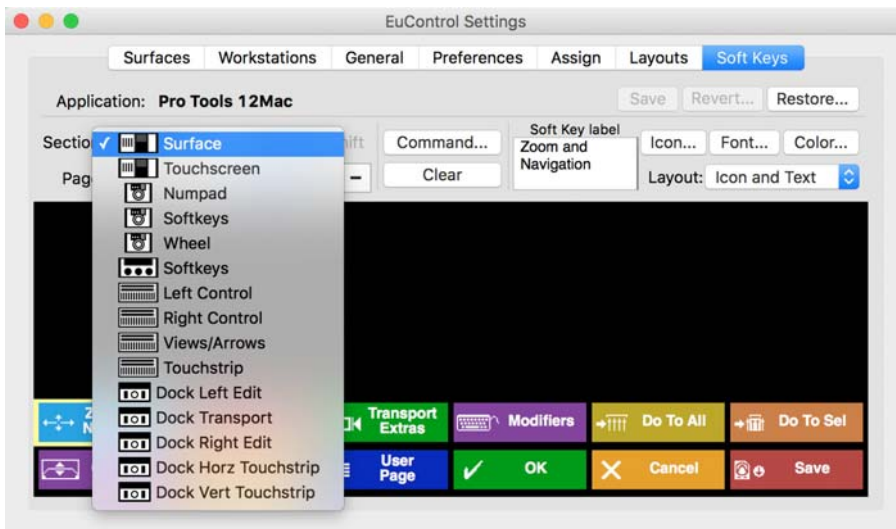 EuControl Settings
Surfaces Workstations General Preferences Assign Layouts Soft Keys
Application: Pro Tools 12Mac Save Revert... Restore...
Soft Key label
Command... Icon... Font... Color...
Zoom and
Navigation
Clear Layout: Icon and Text
✓ Surface
Touchscreen
Numpad
Softkeys
Wheel
Softkeys
Left Control
Right Control
Views/Arrows
Touchstrip
Dock Left Edit
Dock Transport
Dock Right Edit
Dock Horz Touchstrip
Dock Vert Touchstrip
Transport
Extras
Modifiers
Do To All
Do To Sel
User
Page
OK
Cancel
Save